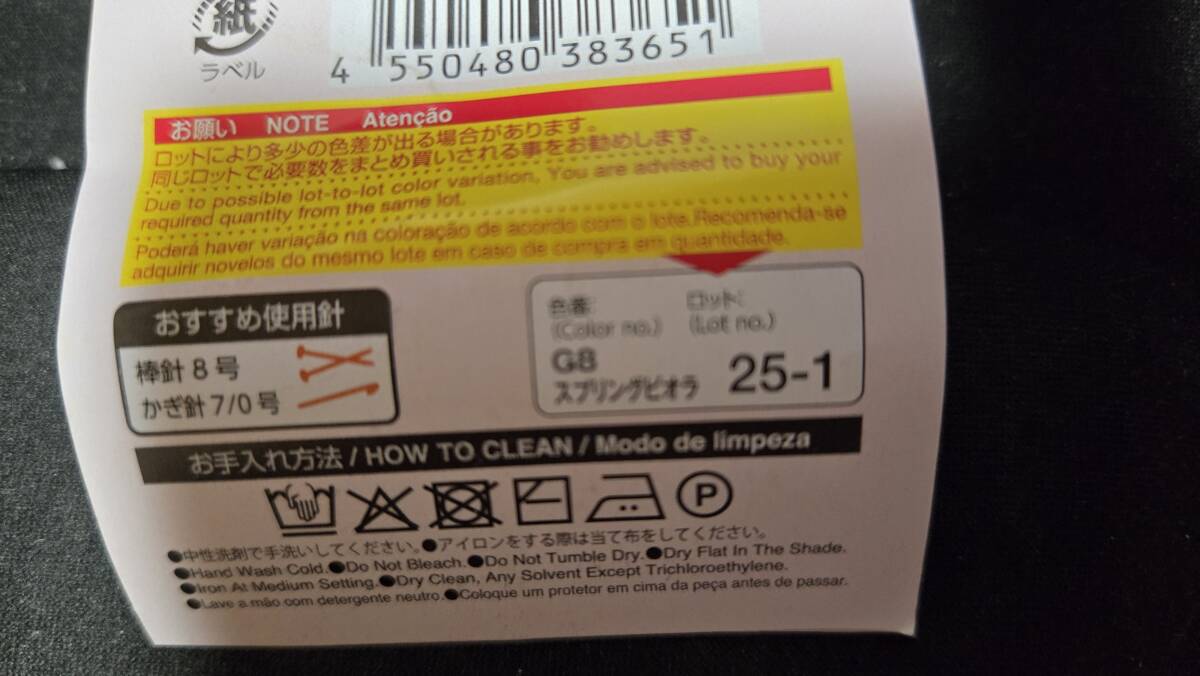 紙
ラベル
4 550480 383651
お願い NOTE Atenção
ロットにより多少の色差が出る場合があります。
同じロットで必要数をまとめ買いされる事をお勧めします。
Due to possible lot-to-lot color variation, You are advised to buy your
required quantity from the same lot.
Poderá haver variação na coloração de acordo com o lote.Recomenda-se
adquirir novelos do mesmo lote em caso de compra em quantidade.
おすすめ使用針
棒針8号
かぎ針7/0号
色番: ロット:
(Color no.) (Lot no.)
G8
スプリングビオラ 25-1
お手入れ方法/HOW TO CLEAN/Modo de limpeza
P
●中性洗剤で手洗いしてください。●アイロンをする際は当て布をしてください。
●Hand Wash Cold.●Do Not Bleach.●Do Not Tumble Dry.●Dry Flat In The Shade.
●Iron At Medium Setting.●Dry Clean, Any Solvent Except Trichloroethylene.
●Lave a mão com detergente neutro.●Coloque um protetor em cima da peça antes de passar.